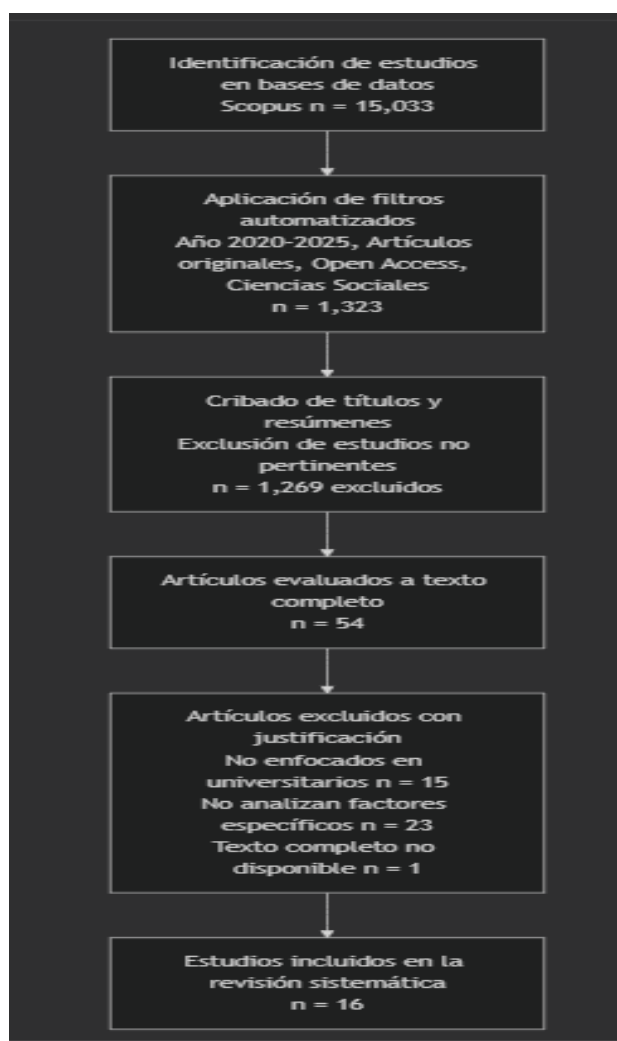 Identificación de estudios
en bases de datos
Scopus n = 15,033
Aplicación de filtros
automatizados
Año 2020-2025, Artículos
originales, Open Access,
Ciencias Sociales
n = 1,323
Cribado de títulos y
resúmenes
Exclusión de estudios no
pertinentes
n = 1,269 excluidos
Artículos evaluados a texto
completo
n = 54
Artículos excluidos con
justificación
No enfocados en
universitarios n = 15
No analizan factores
específicos n = 23
Texto completo no
disponible n = 1
Estudios incluidos en la
revisión sistemática
n = 16